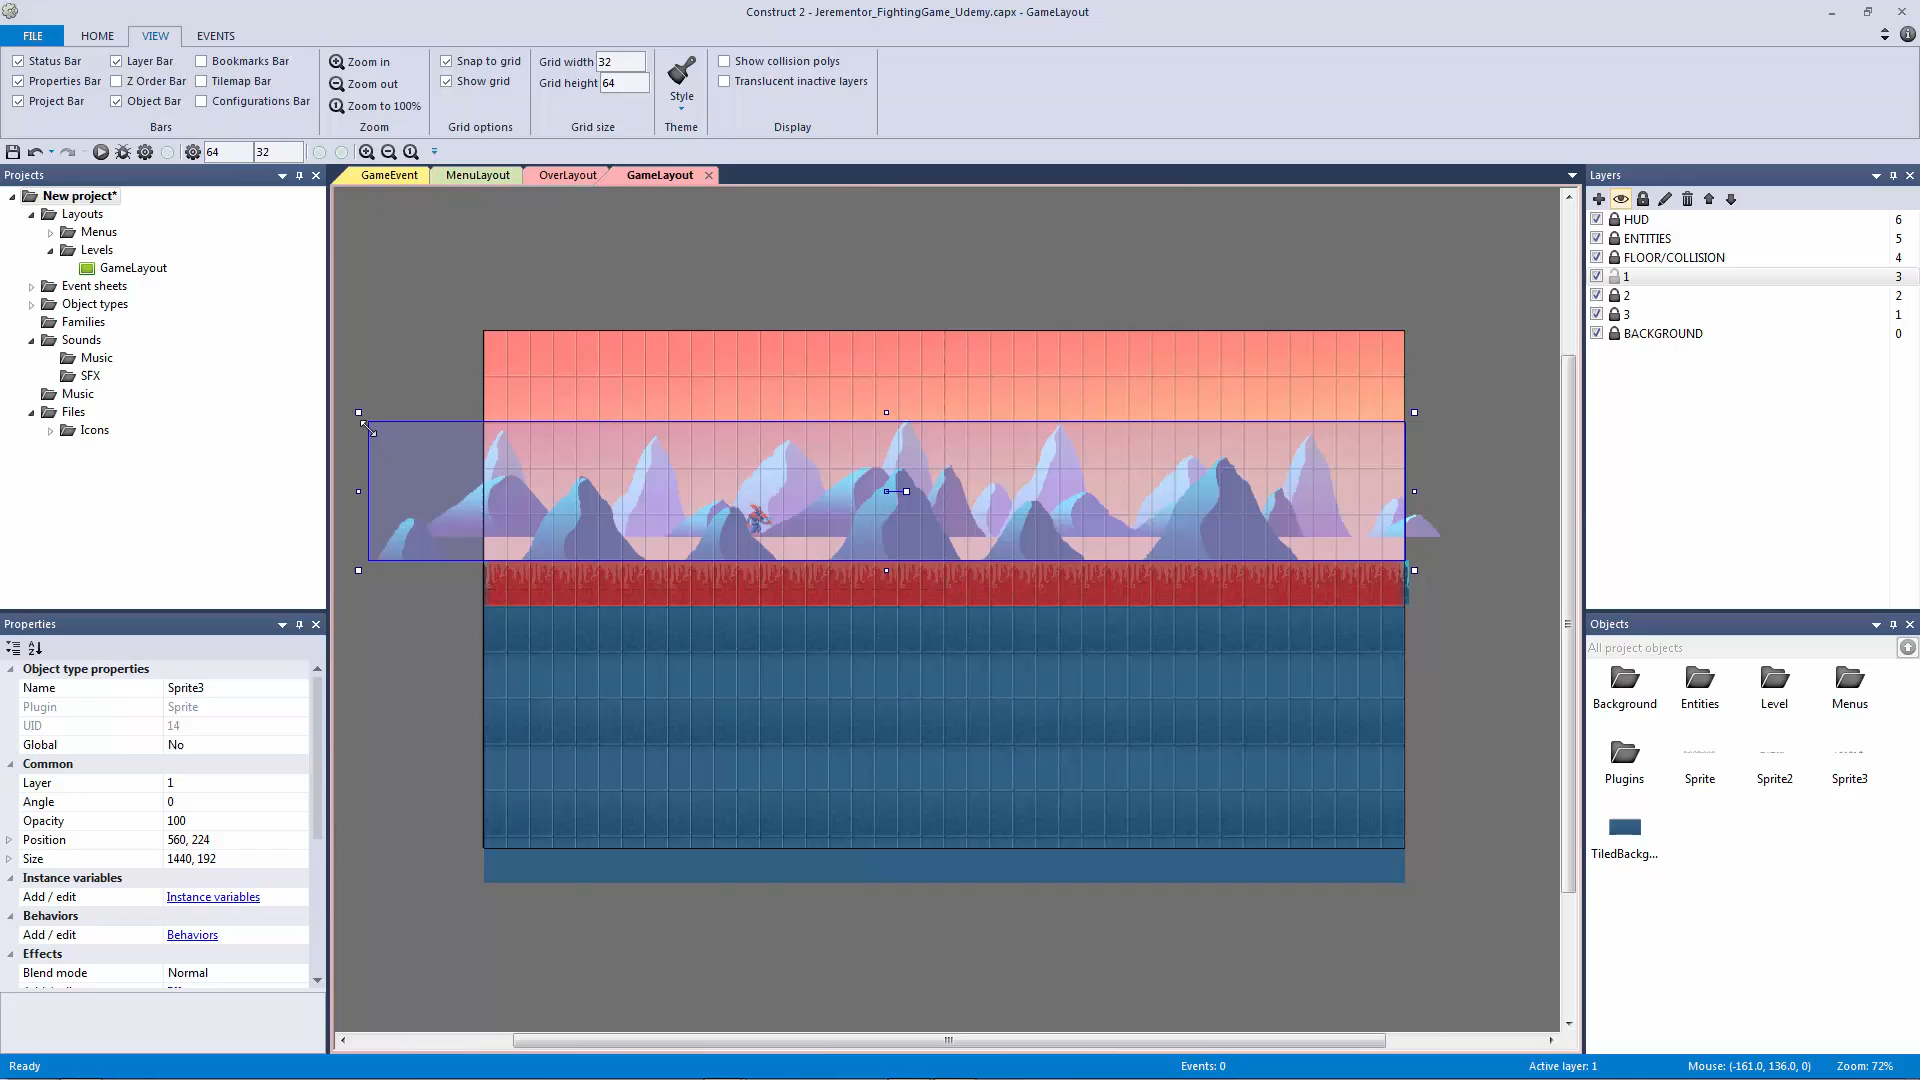 Construct 2 - Jerementor_FightingGame_Udemy.capx - GameLayout
FILE
HOME
VIEW
EVENTS
Status Bar
Layer Bar
Bookmarks Bar
Properties Bar
Z Order Bar
Tilemap Bar
Project Bar
Object Bar
Configurations Bar
Bars
Zoom in
Zoom out
Zoom to 100%
Zoom
Snap to grid
Show grid
Grid options
Grid width 32
Grid height 64
Grid size
Style
Theme
Show collision polys
Translucent inactive layers
Display
64
32
Projects
New project*
Layouts
Menus
Levels
GameLayout
Event sheets
Object types
Families
Sounds
Music
SFX
Music
Files
Icons
GameEvent
MenuLayout
OverLayout
GameLayout
Layers
HUD 6
ENTITIES 5
FLOOR/COLLISION 4
1 3
2 2
3 1
BACKGROUND 0
Properties
Object type properties
Name Sprite3
Plugin Sprite
UID 14
Global No
Common
Layer 1
Angle 0
Opacity 100
Position 560, 224
Size 1440, 192
Instance variables
Add / edit Instance variables
Behaviors
Add / edit Behaviors
Effects
Blend mode Normal
Objects
All project objects
Background
Entities
Level
Menus
Plugins
Sprite
Sprite2
Sprite3
TiledBackg...
Ready
Events: 0
Active layer: 1
Mouse: (-161.0, 136.0, 0)
Zoom: 72%